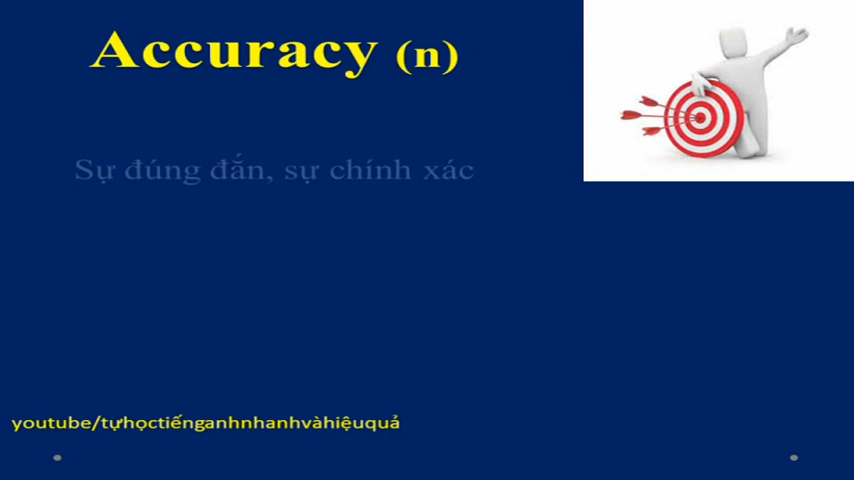 Accuracy (n)
Sự đúng đắn, sự chính xác
youtube/tựhọctiếnganhnhanhvàhiệuquả